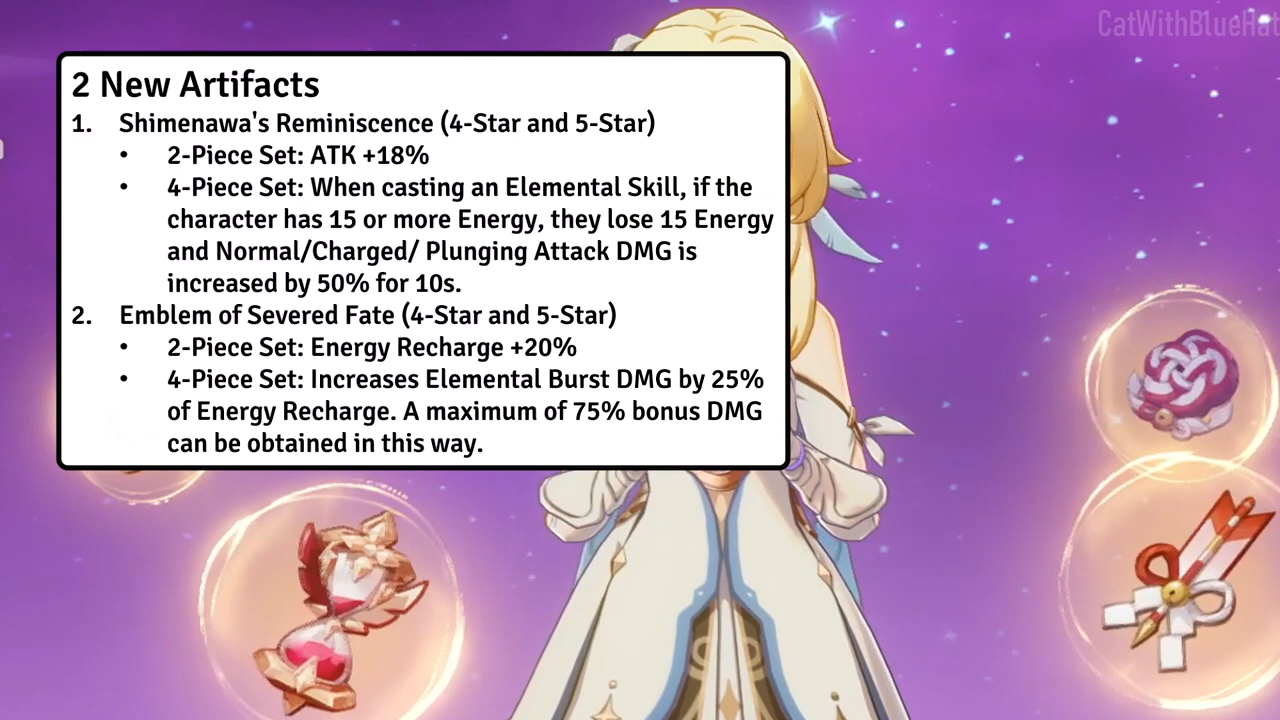 CatWithBlueHat
2 New Artifacts
1. Shimenawa's Reminiscence (4-Star and 5-Star)
• 2-Piece Set: ATK +18%
• 4-Piece Set: When casting an Elemental Skill, if the
character has 15 or more Energy, they lose 15 Energy
and Normal/Charged/ Plunging Attack DMG is
increased by 50% for 10s.
2. Emblem of Severed Fate (4-Star and 5-Star)
• 2-Piece Set: Energy Recharge +20%
• 4-Piece Set: Increases Elemental Burst DMG by 25%
of Energy Recharge. A maximum of 75% bonus DMG
can be obtained in this way.